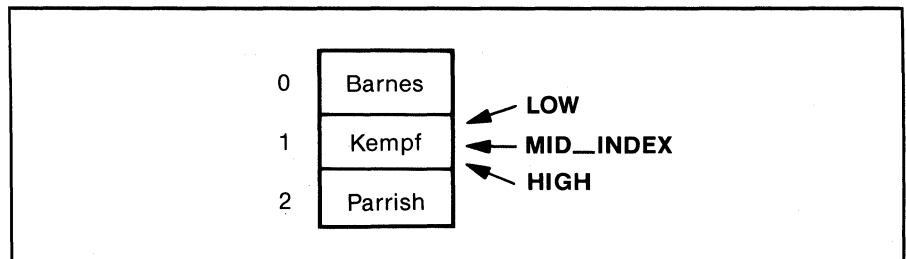 0 Barnes
LOW
1 Kempf MID_INDEX
HIGH
2 Parrish